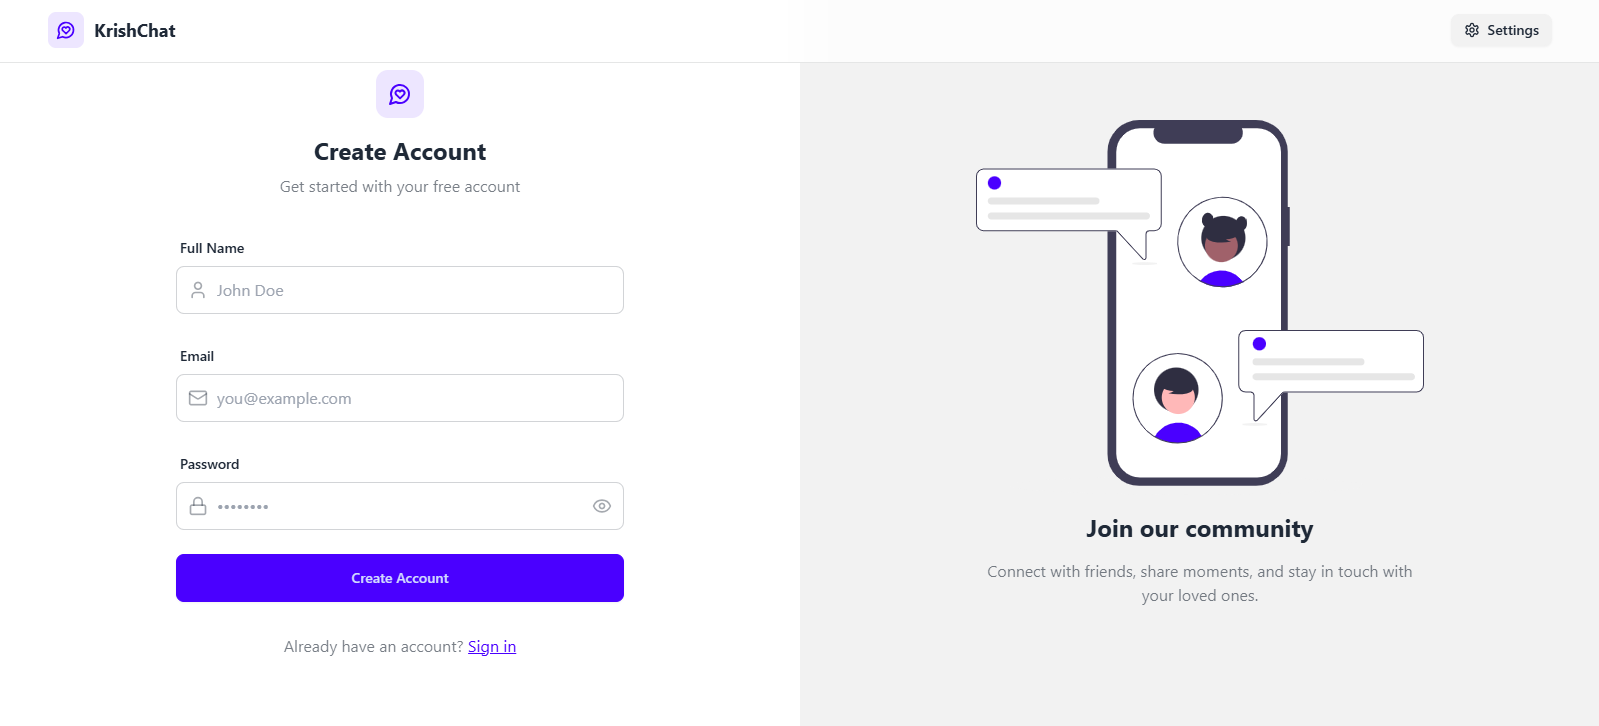 KrishChat
Settings
Create Account
Get started with your free account
Full Name
John Doe
Email
you@example.com
Password
••••••••
Create Account
Already have an account? Sign in
Join our community
Connect with friends, share moments, and stay in touch with
your loved ones.